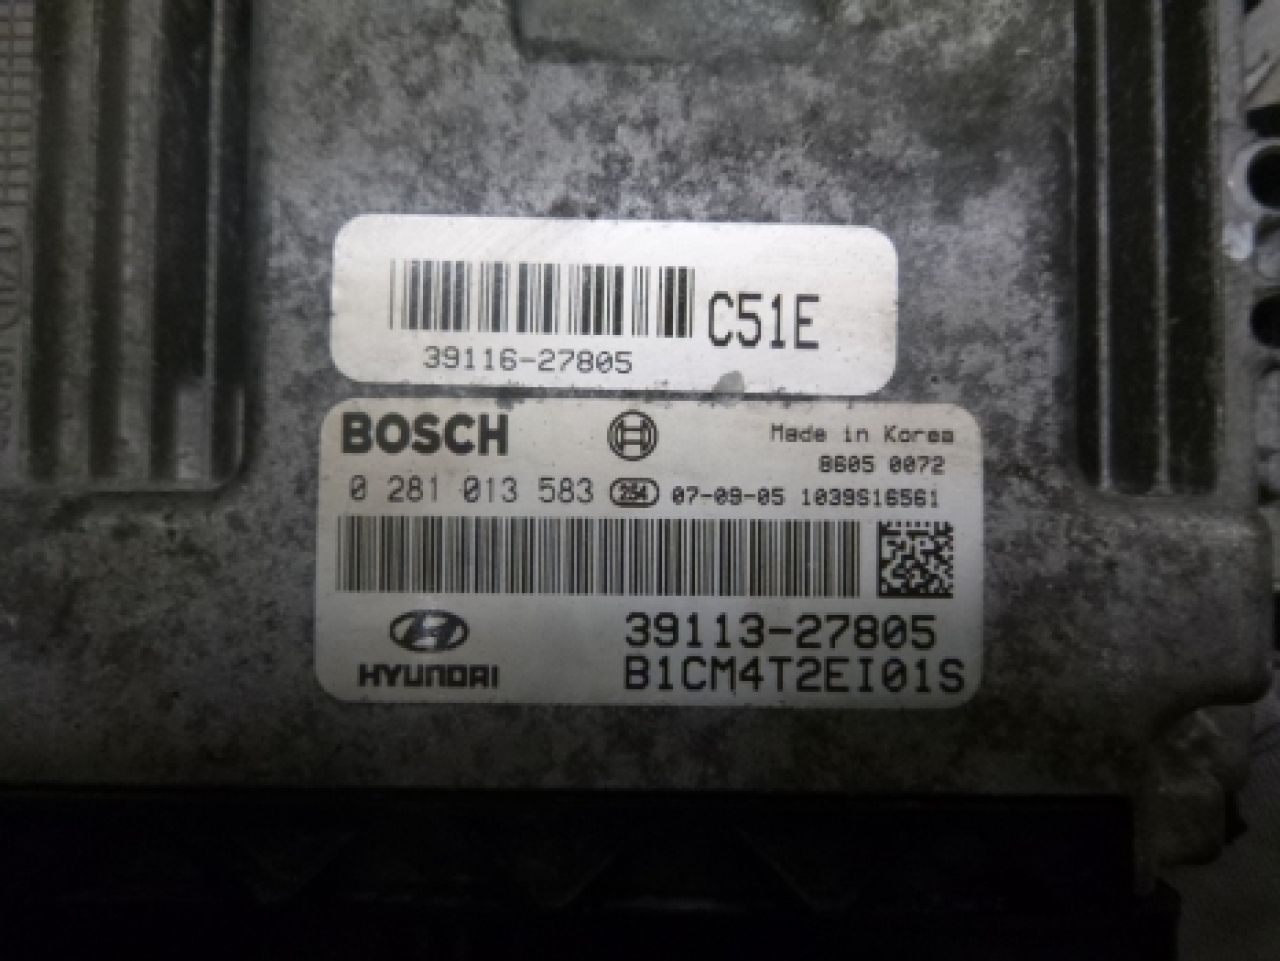 C51E
39116-27805
BOSCH
Made in Korea
8605 0072
0 281 013 583 254 07-09-05 1039S16561
39113-27805
HYUNDAI
B1CM4T2EI01S